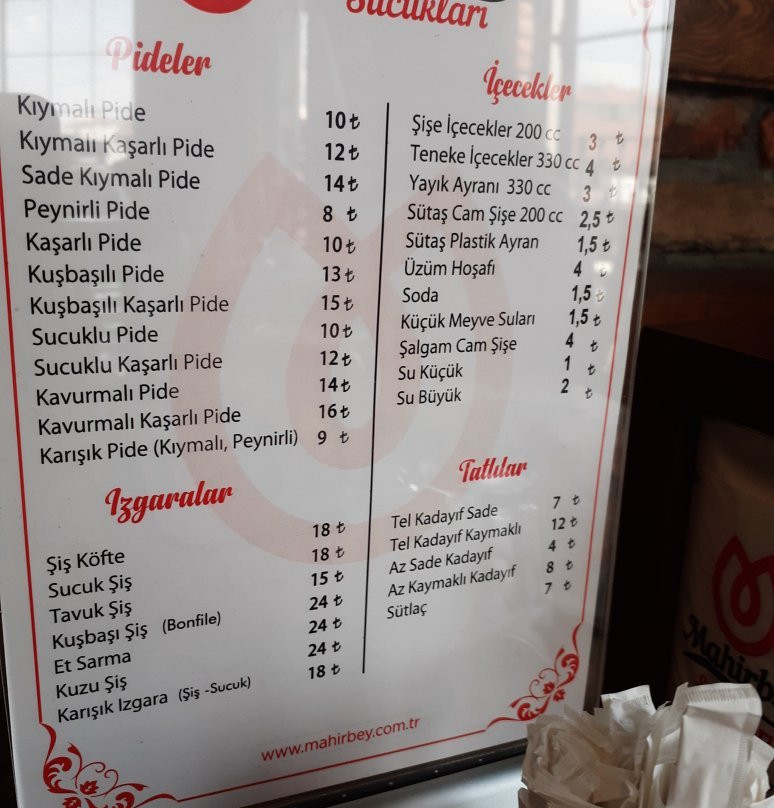 Sucukları
Pideler
Kıymalı Pide 10 ₺
Kıymalı Kaşarlı Pide 12 ₺
Sade Kıymalı Pide 14 ₺
Peynirli Pide 8 ₺
Kaşarlı Pide 10 ₺
Kuşbaşılı Pide 13 ₺
Kuşbaşılı Kaşarlı Pide 15 ₺
Sucuklu Pide 10 ₺
Sucuklu Kaşarlı Pide 12 ₺
Kavurmalı Pide 14 ₺
Kavurmalı Kaşarlı Pide 16 ₺
Karışık Pide (Kıymalı, Peynirli) 9 ₺
Izgaralar
Şiş Köfte 18 ₺
Sucuk Şiş 18 ₺
Tavuk Şiş 15 ₺
Kuşbaşı Şiş (Bonfile) 24 ₺
Et Sarma 24 ₺
Kuzu Şiş 24 ₺
Karışık Izgara (Şiş -Sucuk) 18 ₺
İçecekler
Şişe İçecekler 200 cc 3 ₺
Teneke İçecekler 330 cc 4 ₺
Yayık Ayranı 330 cc 3 ₺
Sütaş Cam Şişe 200 cc 2,5 ₺
Sütaş Plastik Ayran 1,5 ₺
Üzüm Hoşafı 4 ₺
Soda 1,5 ₺
Küçük Meyve Suları 1,5 ₺
Şalgam Cam Şişe 4 ₺
Su Küçük 1 ₺
Su Büyük 2 ₺
Tatlılar
Tel Kadayıf Sade 7 ₺
Tel Kadayıf Kaymaklı 12 ₺
Az Sade Kadayıf 4 ₺
Az Kaymaklı Kadayıf 8 ₺
Sütlaç 7 ₺
www.mahirbey.com.tr
Mahirbe